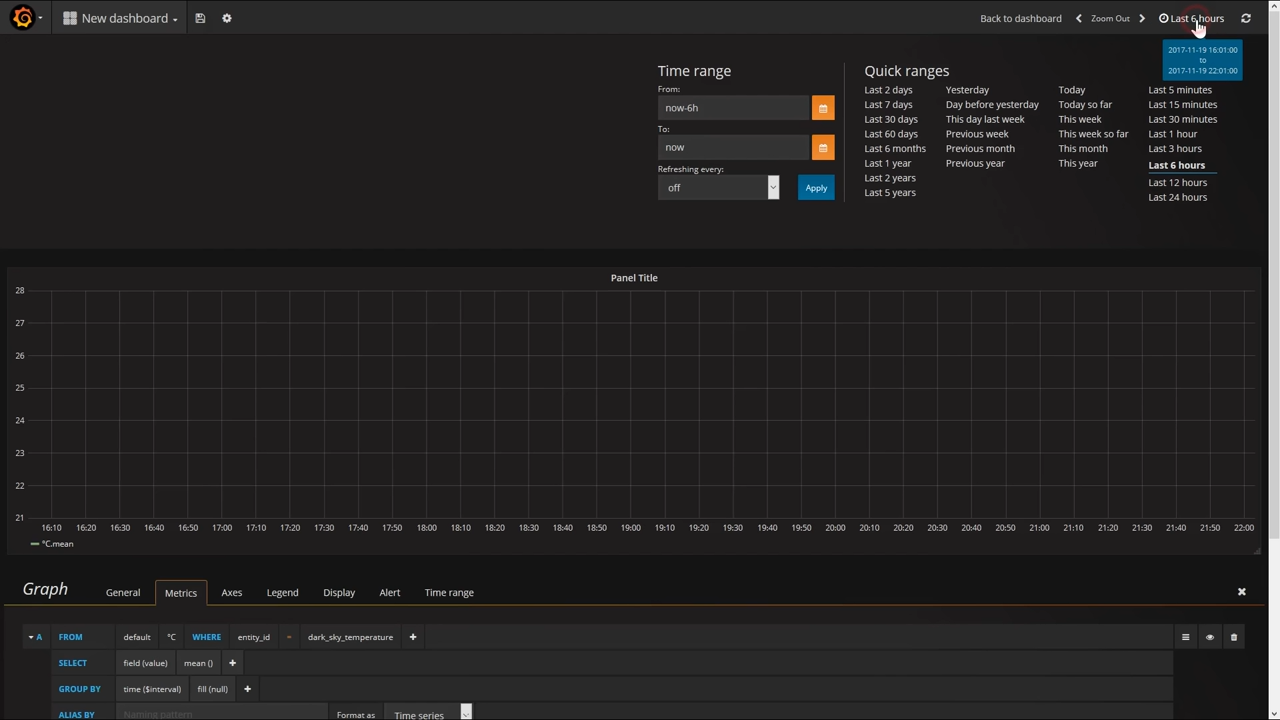 New dashboard
Back to dashboard
Zoom Out
Last 6 hours
2017-11-19 16:01:00
to
2017-11-19 22:01:00
Time range
From:
now-6h
To:
now
Refreshing every:
off
Apply
Quick ranges
Last 2 days
Last 7 days
Last 30 days
Last 60 days
Last 6 months
Last 1 year
Last 2 years
Last 5 years
Yesterday
Day before yesterday
This day last week
Previous week
Previous month
Previous year
Today
Today so far
This week
This week so far
This month
This year
Last 5 minutes
Last 15 minutes
Last 30 minutes
Last 1 hour
Last 3 hours
Last 6 hours
Last 12 hours
Last 24 hours
Panel Title
28
27
26
25
24
23
22
21
16:10 16:20 16:30 16:40 16:50 17:00 17:10 17:20 17:30 17:40 17:50 18:00 18:10 18:20 18:30 18:40 18:50 19:00 19:10 19:20 19:30 19:40 19:50 20:00 20:10 20:20 20:30 20:40 20:50 21:00 21:10 21:20 21:30 21:40 21:50 22:00
°C.mean
Graph General Metrics Axes Legend Display Alert Time range
A FROM default °C WHERE entity_id = dark_sky_temperature +
SELECT field (value) mean () +
GROUP BY time ($interval) fill (null) +
ALIAS BY Naming pattern Format as Time series